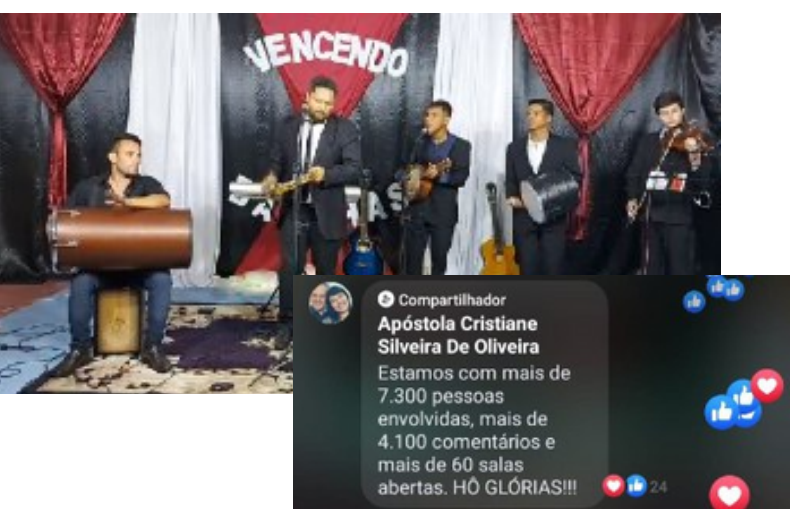 VENCENDO
Compartilhador
Apóstola Cristiane
Silveira De Oliveira
Estamos com mais de
7.300 pessoas
envolvidas, mais de
4.100 comentários e
mais de 60 salas
abertas. HÔ GLÓRIAS!!!
24